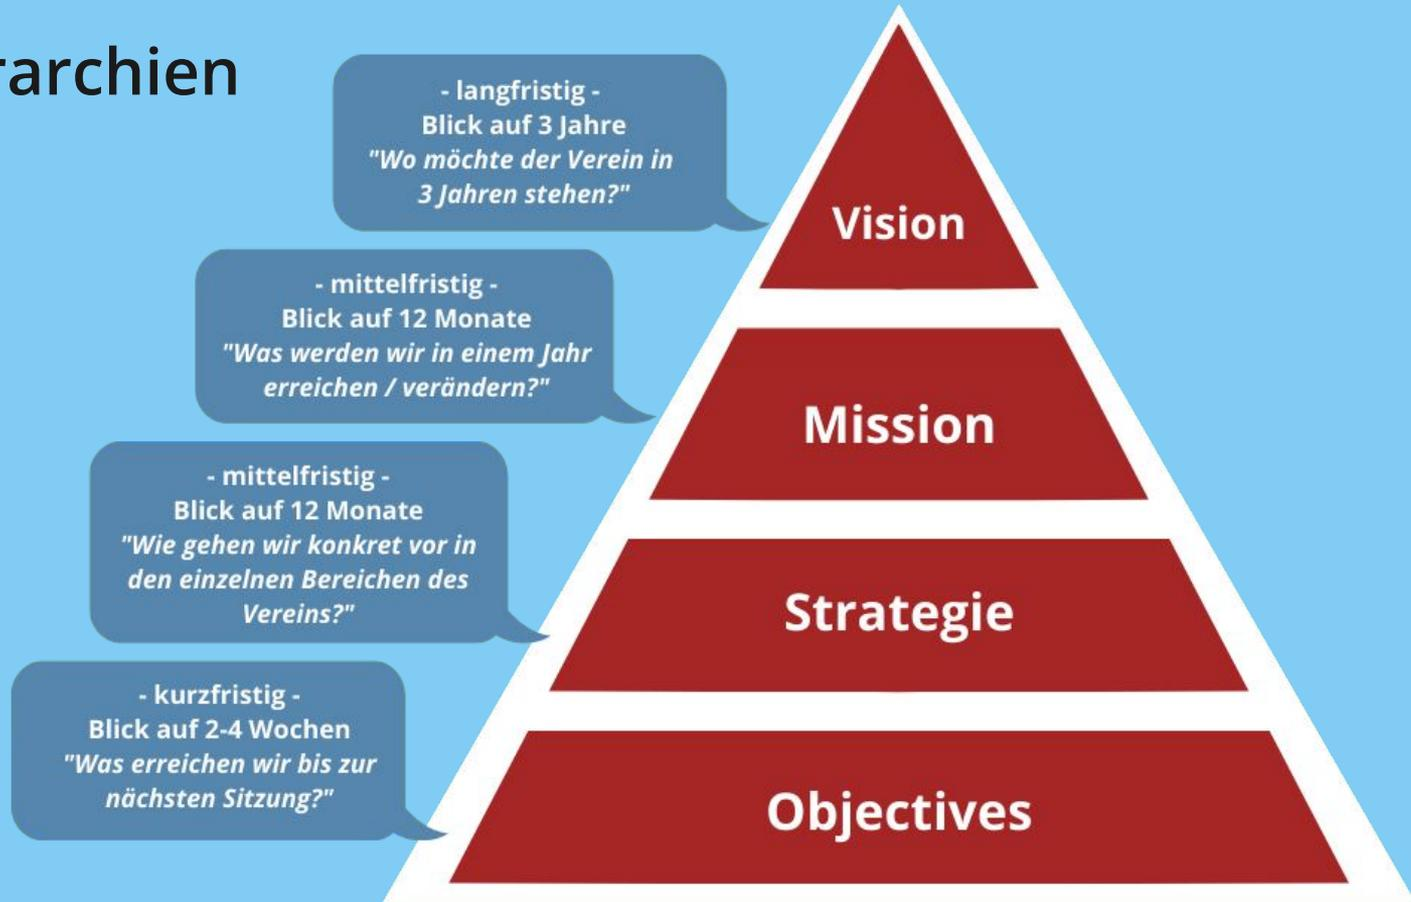 rarchien
- langfristig -
Blick auf 3 Jahre
"Wo möchte der Verein in
3 Jahren stehen?"
Vision
- mittelfristig -
Blick auf 12 Monate
"Was werden wir in einem Jahr
erreichen / verändern?"
Mission
- mittelfristig -
Blick auf 12 Monate
"Wie gehen wir konkret vor in
den einzelnen Bereichen des
Vereins?"
Strategie
- kurzfristig -
Blick auf 2-4 Wochen
"Was erreichen wir bis zur
nächsten Sitzung?"
Objectives